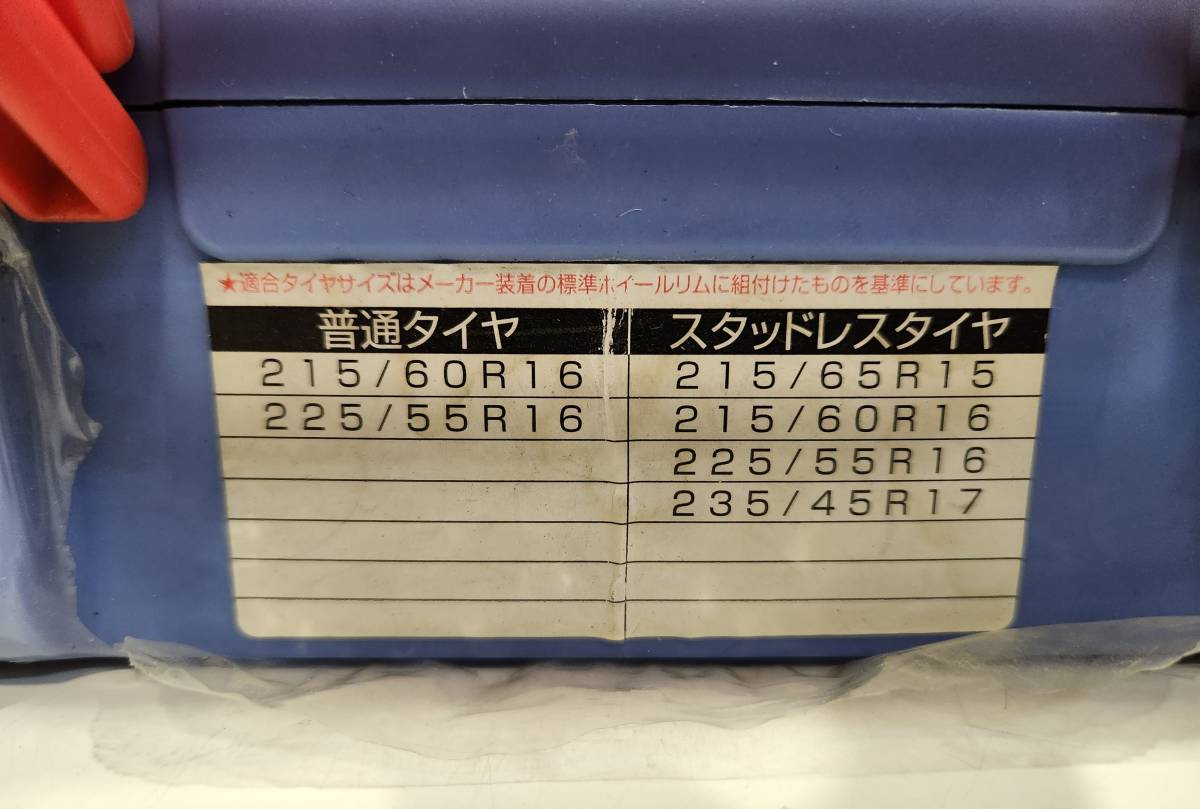 ★適合タイヤサイズはメーカー装着の標準ホイールリムに組付けたものを基準にしています。
普通タイヤ スタッドレスタイヤ
215/60R16 215/65R15
225/55R16 215/60R16
225/55R16
235/45R17